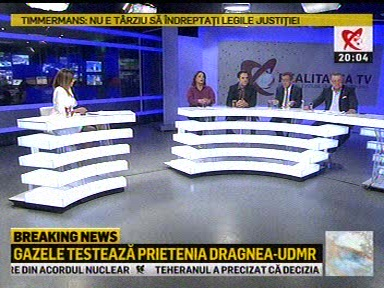 TIMMERMANS: NU E TÂRZIU SĂ ÎNDREPTAȚI LEGILE JUSTIȚIEI
20:04
REALITATEA TV
BREAKING NEWS
GAZELE TESTEAZĂ PRIETENIA DRAGNEA-UDMR
RE DIN ACORDUL NUCLEAR
TEHERANUL A PRECIZAT CĂ DECIZIA